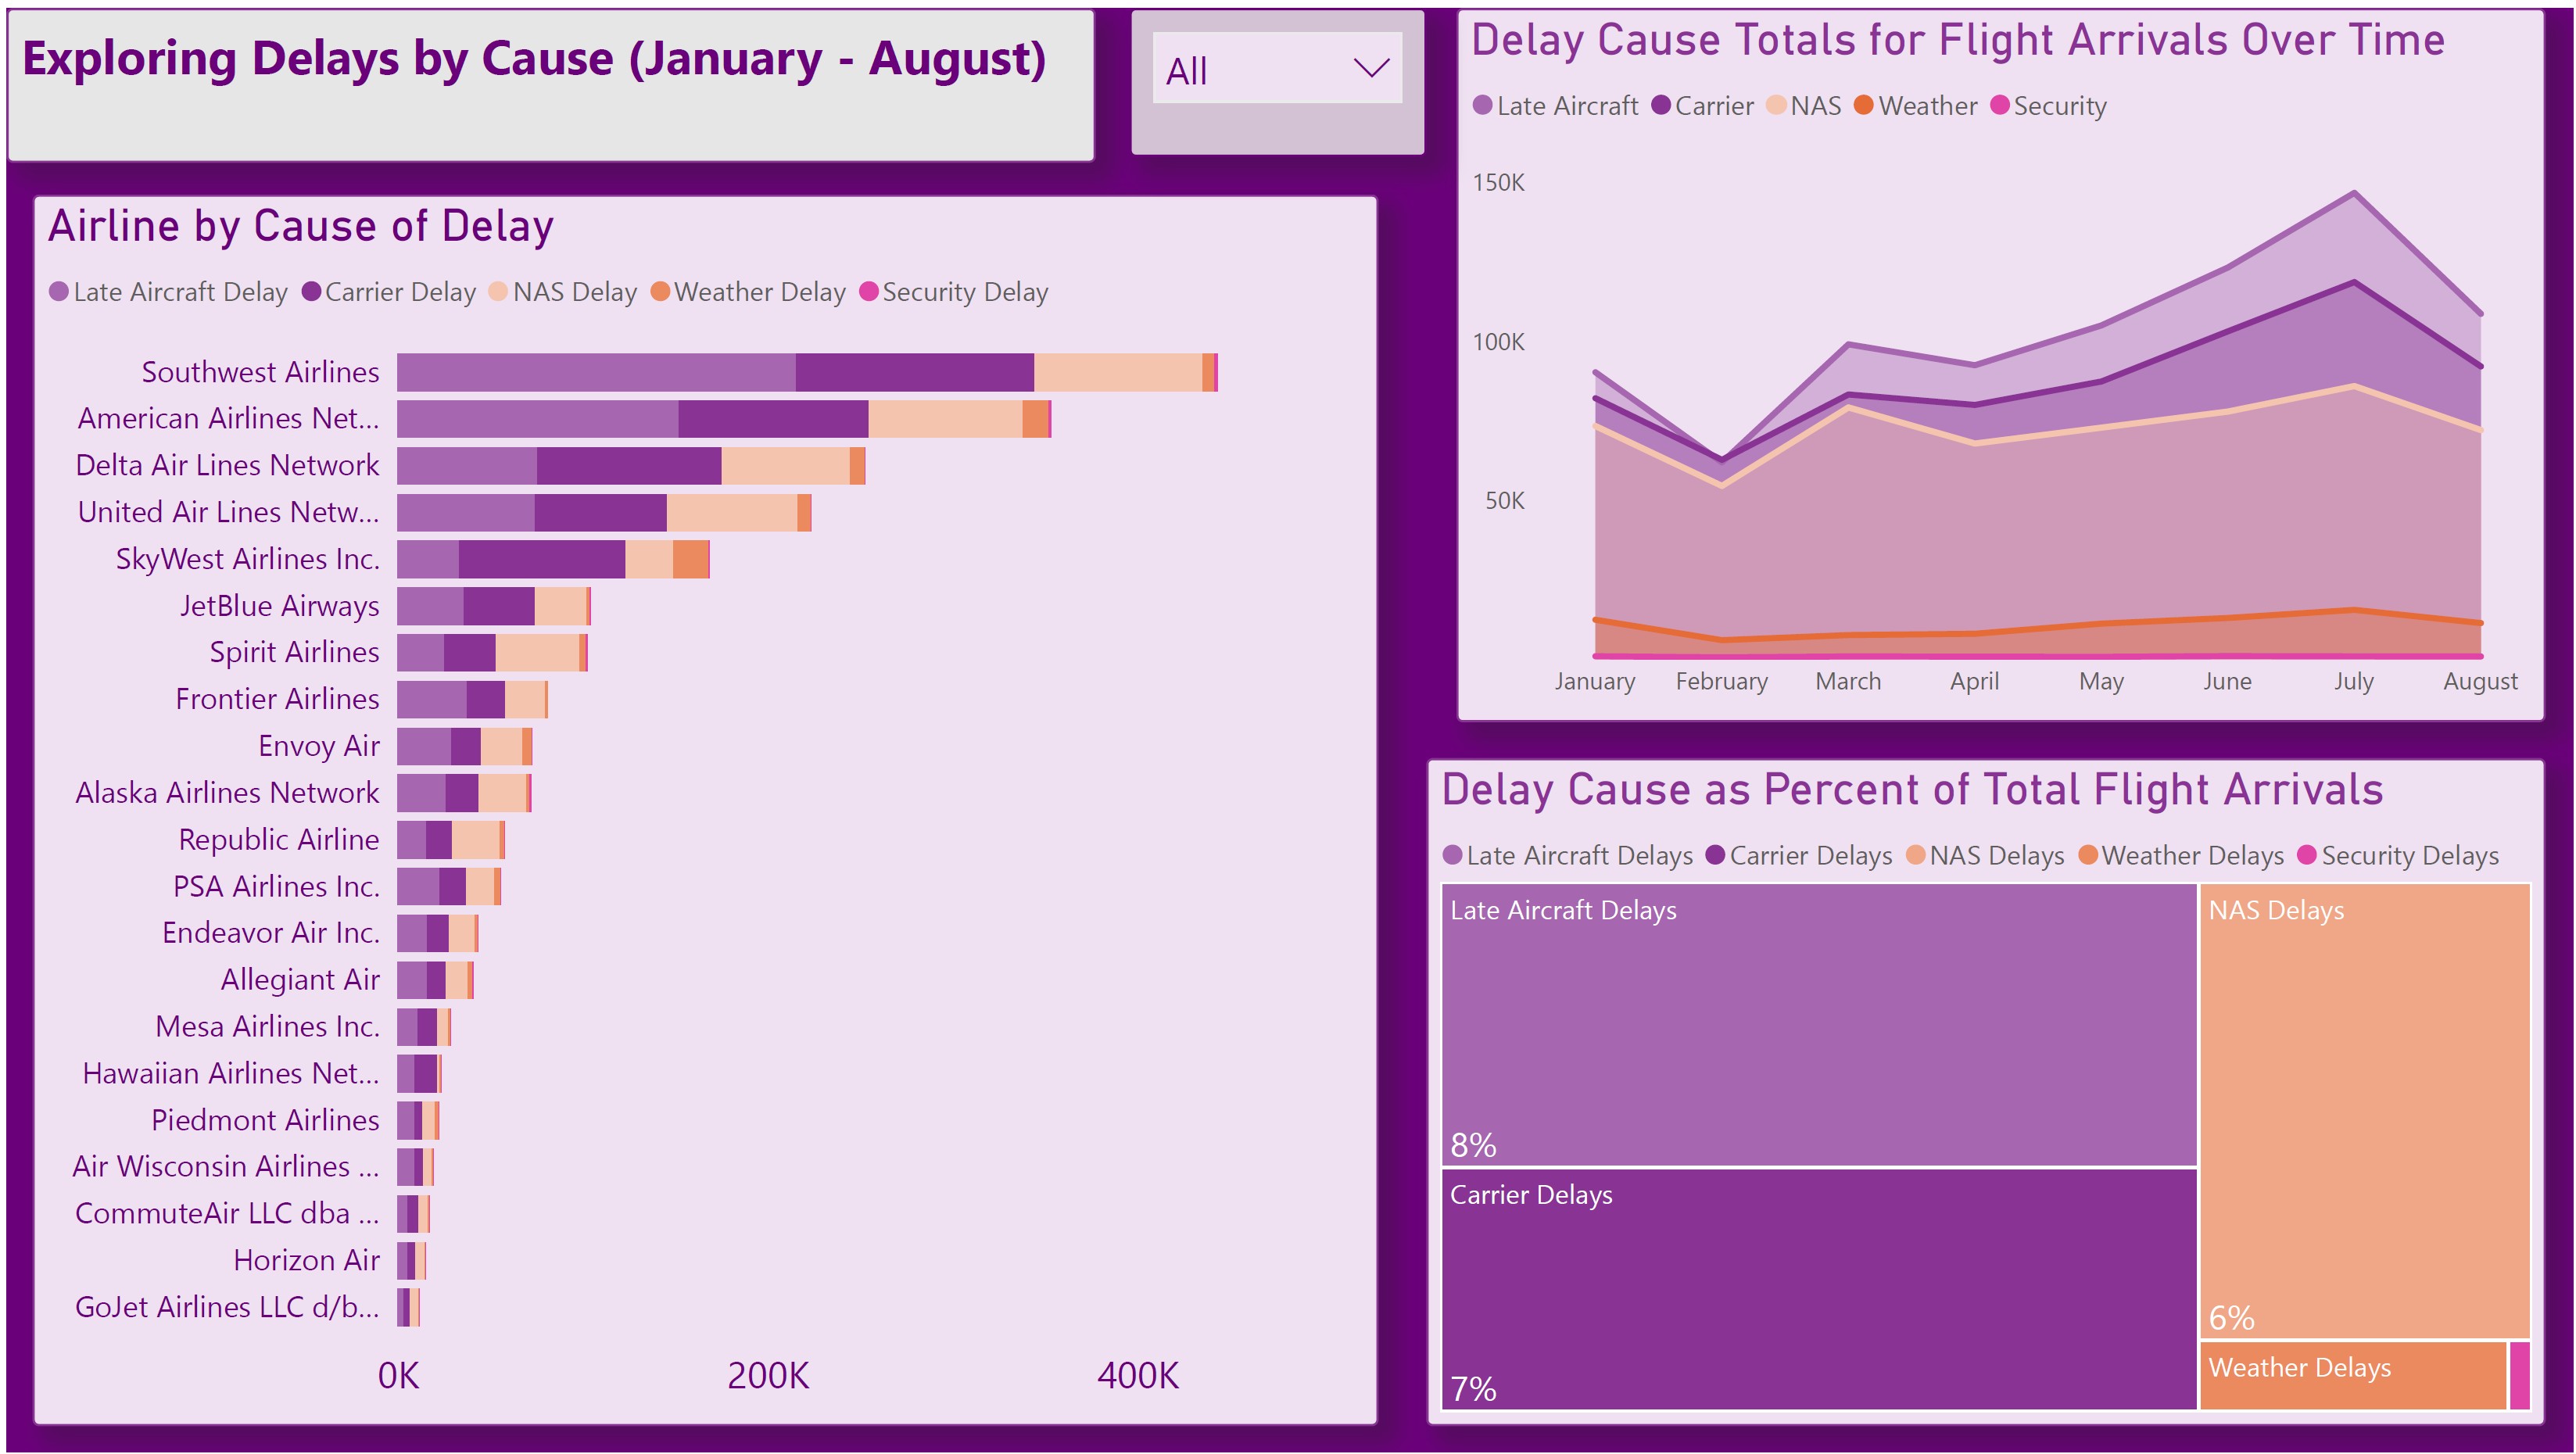 Exploring Delays by Cause (January - August)
All
Airline by Cause of Delay
Late Aircraft Delay Carrier Delay NAS Delay Weather Delay Security Delay
Southwest Airlines
American Airlines Net...
Delta Air Lines Network
United Air Lines Netw...
SkyWest Airlines Inc.
JetBlue Airways
Spirit Airlines
Frontier Airlines
Envoy Air
Alaska Airlines Network
Republic Airline
PSA Airlines Inc.
Endeavor Air Inc.
Allegiant Air
Mesa Airlines Inc.
Hawaiian Airlines Net...
Piedmont Airlines
Air Wisconsin Airlines ...
CommuteAir LLC dba ...
Horizon Air
GoJet Airlines LLC d/b...
0K 200K 400K
Delay Cause Totals for Flight Arrivals Over Time
Late Aircraft Carrier NAS Weather Security
150K
100K
50K
January February March April May June July August
Delay Cause as Percent of Total Flight Arrivals
Late Aircraft Delays Carrier Delays NAS Delays Weather Delays Security Delays
Late Aircraft Delays
8%
Carrier Delays
7%
NAS Delays
6%
Weather Delays